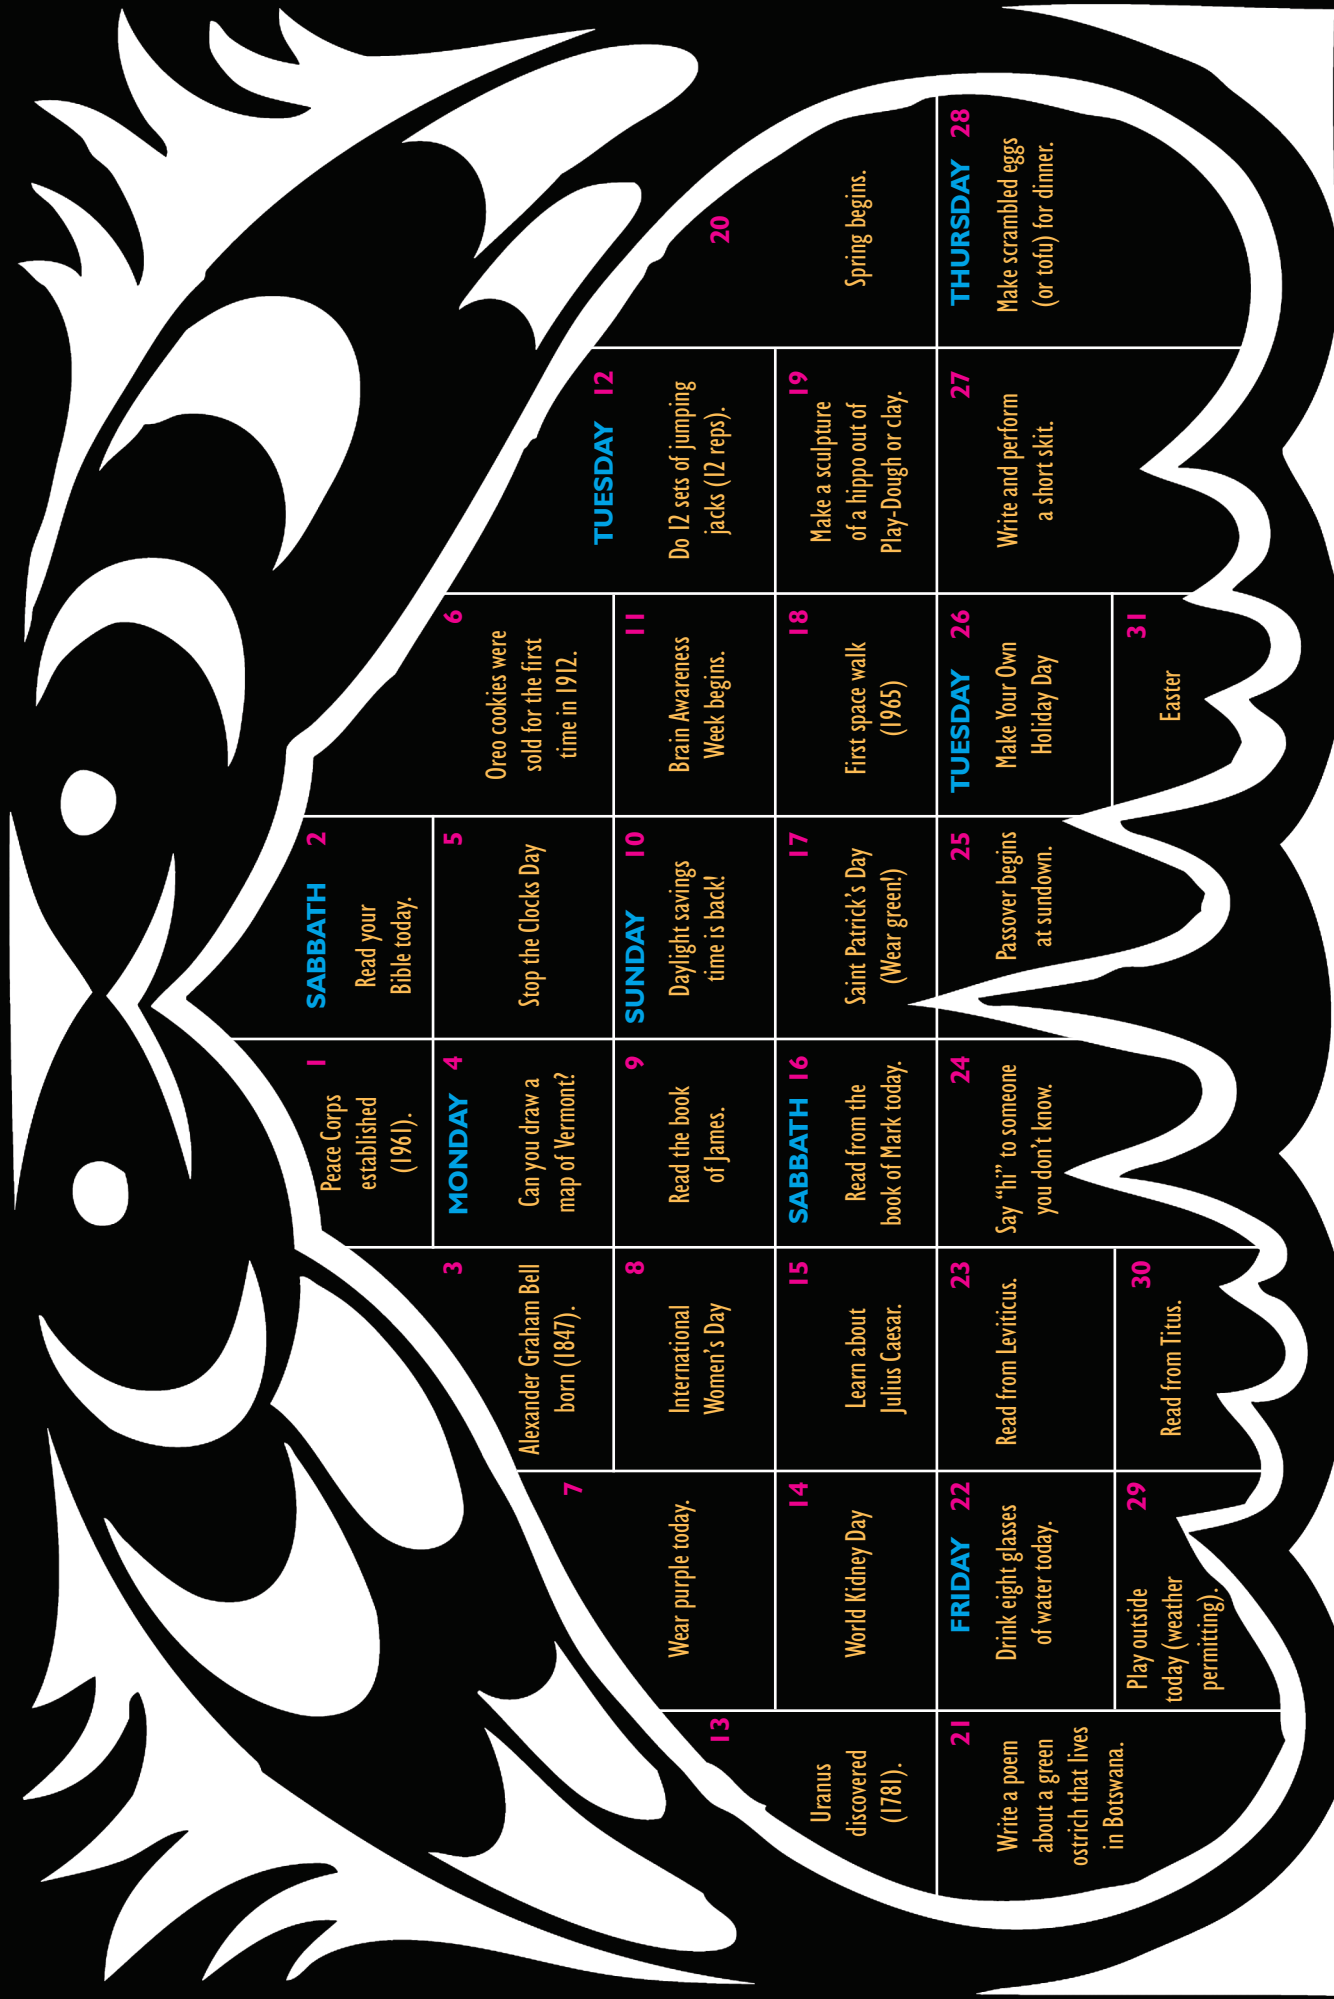 1
Peace Corps
established
(1961).
SABBATH 2
Read your
Bible today.
3
Alexander Graham Bell
born (1847).
MONDAY 4
Can you draw a
map of Vermont?
5
Stop the Clocks Day
6
Oreo cookies were
sold for the first
time in 1912.
7
Wear purple today.
8
International
Women's Day
9
Read the book
of James.
SUNDAY 10
Daylight savings
time is back!
11
Brain Awareness
Week begins.
TUESDAY 12
Do 12 sets of jumping
jacks (12 reps).
13
Uranus
discovered
(1781).
14
World Kidney Day
15
Learn about
Julius Caesar.
SABBATH 16
Read from the
book of Mark today.
17
Saint Patrick's Day
(Wear green!)
18
First space walk
(1965)
19
Make a sculpture
of a hippo out of
Play-Dough or clay.
20
Spring begins.
21
Write a poem
about a green
ostrich that lives
in Botswana.
FRIDAY 22
Drink eight glasses
of water today.
23
Read from Leviticus.
24
Say “hi” to someone
you don't know.
25
Passover begins
at sundown.
TUESDAY 26
Make Your Own
Holiday Day
27
Write and perform
a short skit.
THURSDAY 28
Make scrambled eggs
(or tofu) for dinner.
29
Play outside
today (weather
permitting).
30
Read from Titus.
31
Easter